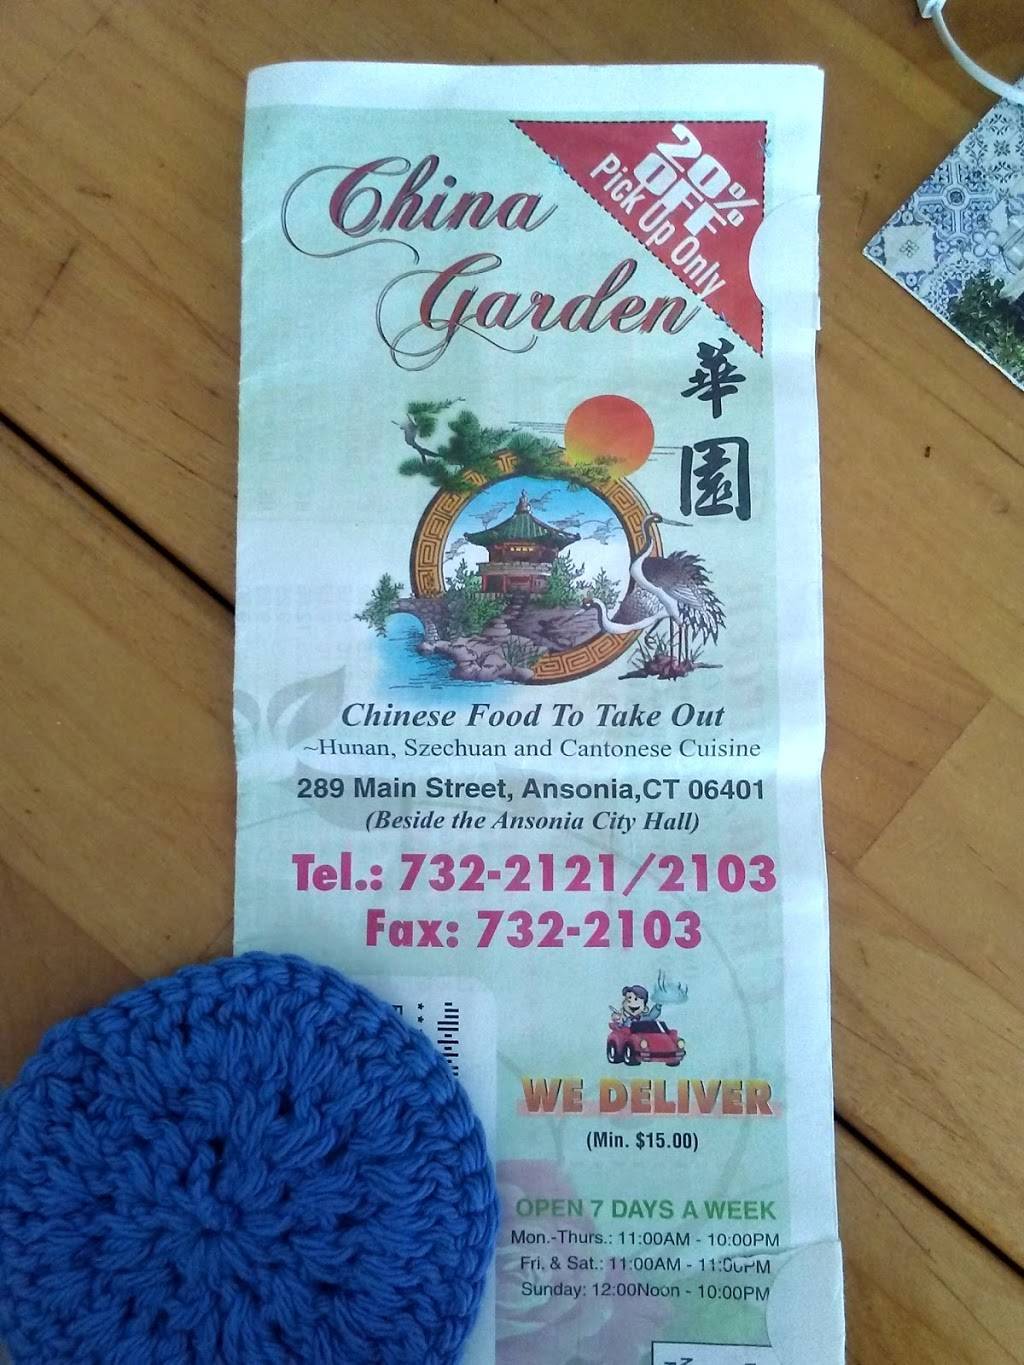 China
Garden
20%
OFF
Pick Up Only
華
園
Chinese Food To Take Out
~Hunan, Szechuan and Cantonese Cuisine
289 Main Street, Ansonia,CT 06401
(Beside the Ansonia City Hall)
Tel.: 732-2121/2103
Fax: 732-2103
WE DELIVER
(Min. $15.00)
OPEN 7 DAYS A WEEK
Mon.-Thurs.: 11:00AM - 10:00PM
Fri. & Sat.: 11:00AM - 11:00PM
Sunday: 12:00Noon - 10:00PM